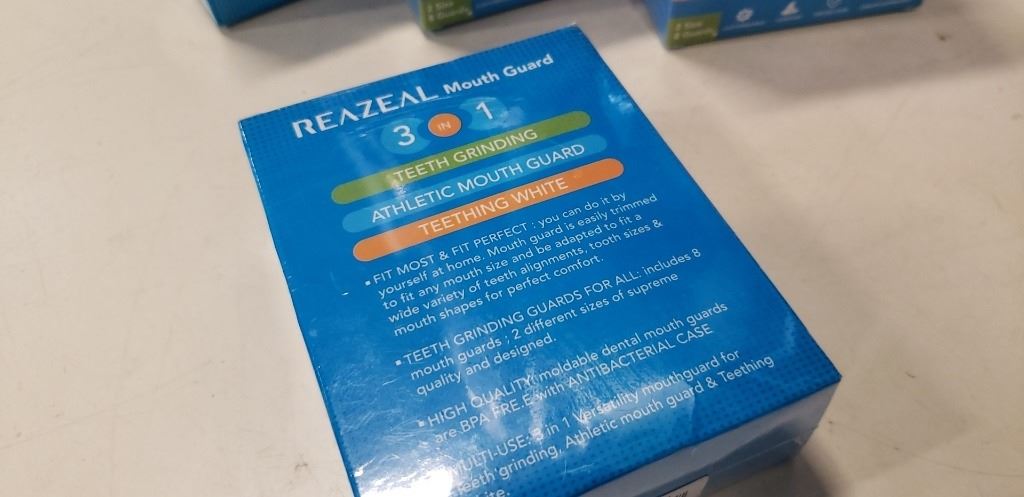 REAZEAL Mouth Guard
3 IN 1
TEETH GRINDING
ATHLETIC MOUTH GUARD
TEETHING WHITE
▪ FIT MOST & FIT PERFECT : you can do it by
yourself at home. Mouth guard is easily trimmed
to fit any mouth size and be adapted to fit a
wide variety of teeth alignments, tooth sizes &
mouth shapes for perfect comfort.
▪ TEETH GRINDING GUARDS FOR ALL: includes 8
mouth guards ; 2 different sizes of supreme
quality and designed.
▪ HIGH QUALITY: moldable dental mouth guards
are BPA FREE with ANTIBACTERIAL CASE
MULTI-USE: 3 in 1 Versatility mouthguard for
teeth grinding, Athletic mouth guard & Teething